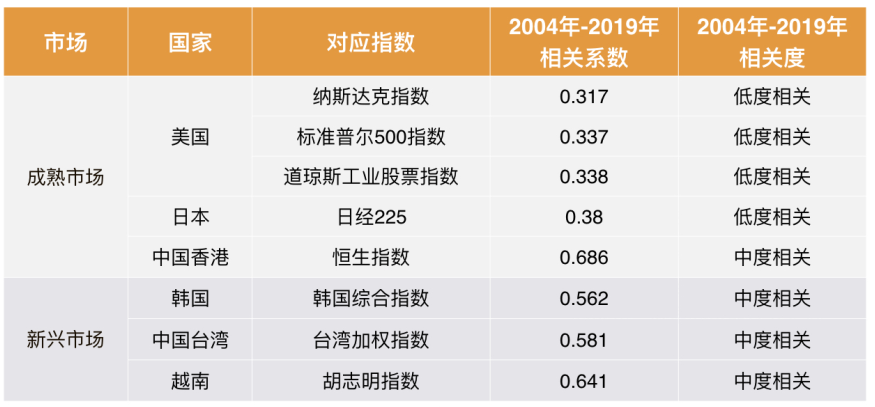 市场 国家 对应指数 2004年-2019年相关系数 2004年-2019年相关度
成熟市场 美国 纳斯达克指数 0.317 低度相关
标准普尔500指数 0.337 低度相关
道琼斯工业股票指数 0.338 低度相关
日本 日经225 0.38 低度相关
中国香港 恒生指数 0.686 中度相关
新兴市场 韩国 韩国综合指数 0.562 中度相关
中国台湾 台湾加权指数 0.581 中度相关
越南 胡志明指数 0.641 中度相关